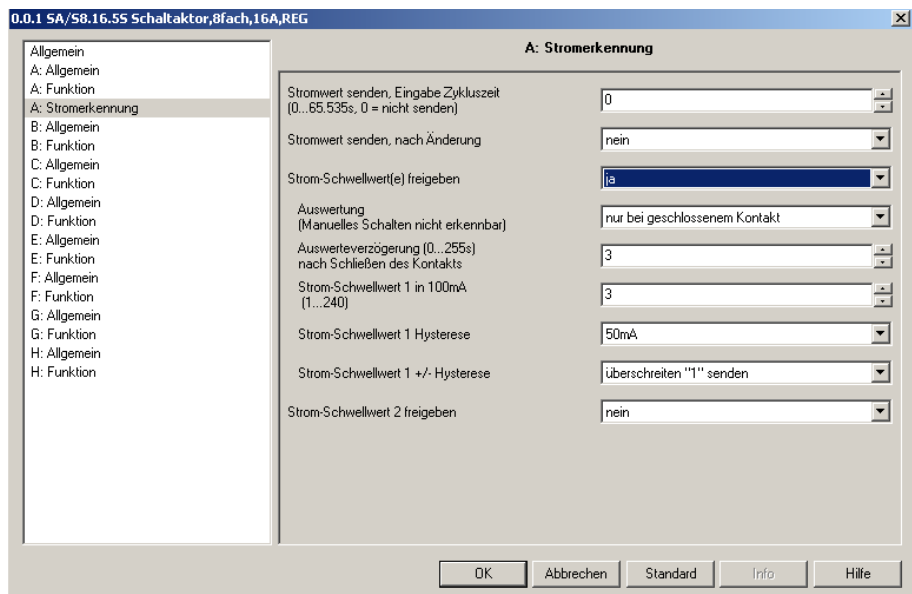 0.0.1 SA/S8.16.5S Schaltaktor,8fach,16A,REG
Allgemein
A: Allgemein
A: Funktion
A: Stromerkennung
B: Allgemein
B: Funktion
C: Allgemein
C: Funktion
D: Allgemein
D: Funktion
E: Allgemein
E: Funktion
F: Allgemein
F: Funktion
G: Allgemein
G: Funktion
H: Allgemein
H: Funktion
A: Stromerkennung
Stromwert senden, Eingabe Zykluszeit
(0...65.535s, 0 = nicht senden)
0
Stromwert senden, nach Änderung
nein
Strom-Schwellwert(e) freigeben
ja
Auswertung
(Manuelles Schalten nicht erkennbar)
nur bei geschlossenem Kontakt
Auswerteverzögerung (0...255s)
nach Schließen des Kontakts
3
Strom-Schwellwert 1 in 100mA
(1...240)
3
Strom-Schwellwert 1 Hysterese
50mA
Strom-Schwellwert 1 +/- Hysterese
überschreiten "1" senden
Strom-Schwellwert 2 freigeben
nein
OK
Abbrechen
Standard
Info
Hilfe